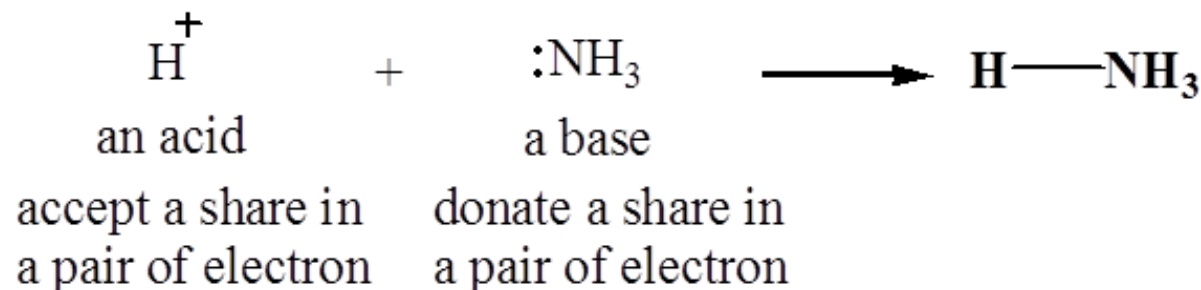 H⁺ + :NH₃ ⟶ H—NH₃
an acid a base
accept a share in donate a share in
a pair of electron a pair of electron